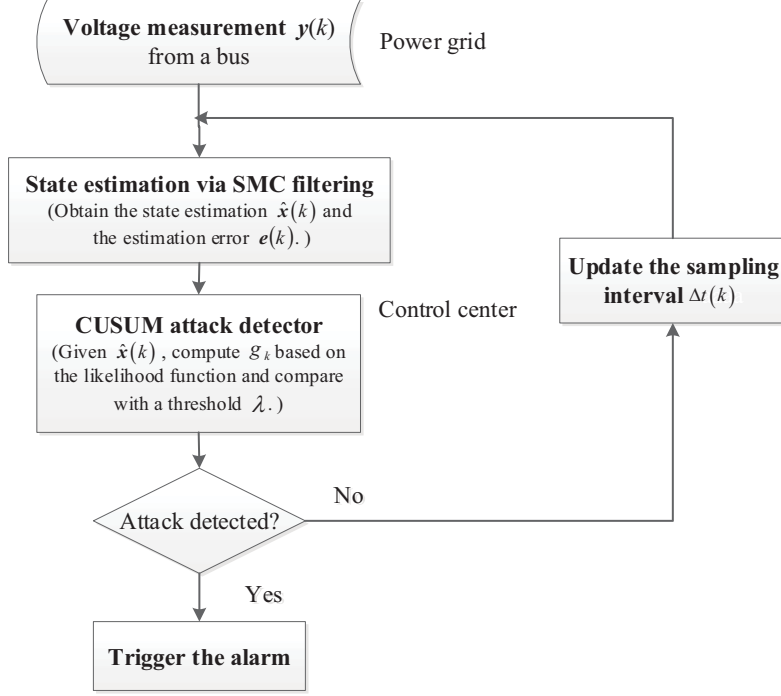 Voltage measurement y(k)
from a bus
Power grid
State estimation via SMC filtering
(Obtain the state estimation x̂(k) and
the estimation error e(k). )
Update the sampling
interval Δt(k)
Control center
CUSUM attack detector
(Given x̂(k) , compute g_k based on
the likelihood function and compare
with a threshold λ. )
No
Attack detected?
Yes
Trigger the alarm